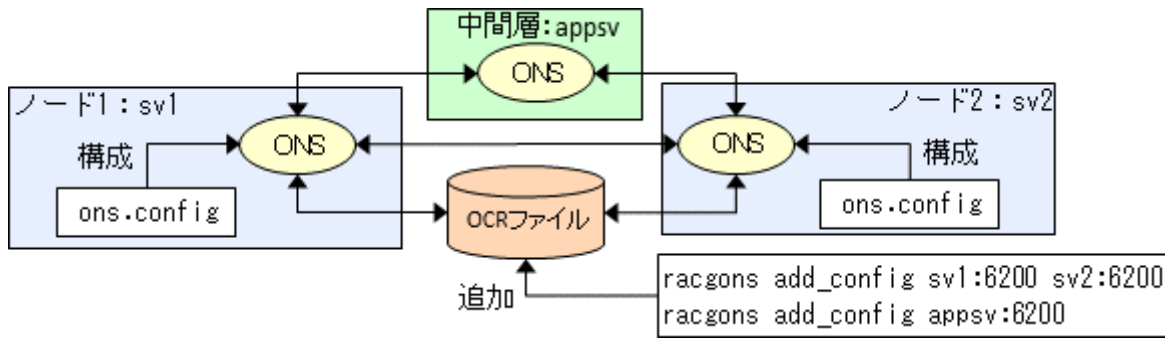 中間層:appsv
ONS
ノード1:sv1
ノード2:sv2
ONS
ONS
構成
構成
ons.config
ons.config
OCRファイル
追加
racgons add_config sv1:6200 sv2:6200
racgons add_config appsv:6200